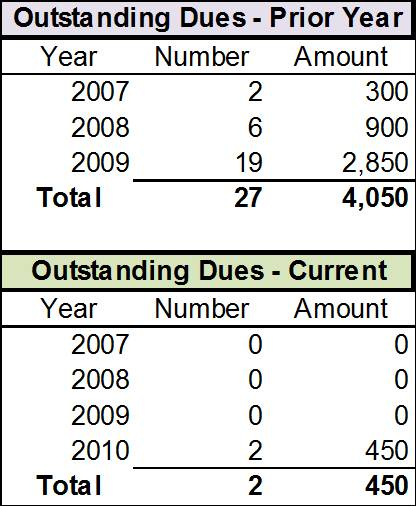 Outstanding Dues - Prior Year
Year Number Amount
2007 2 300
2008 6 900
2009 19 2,850
Total 27 4,050
Outstanding Dues - Current
Year Number Amount
2007 0 0
2008 0 0
2009 0 0
2010 2 450
Total 2 450